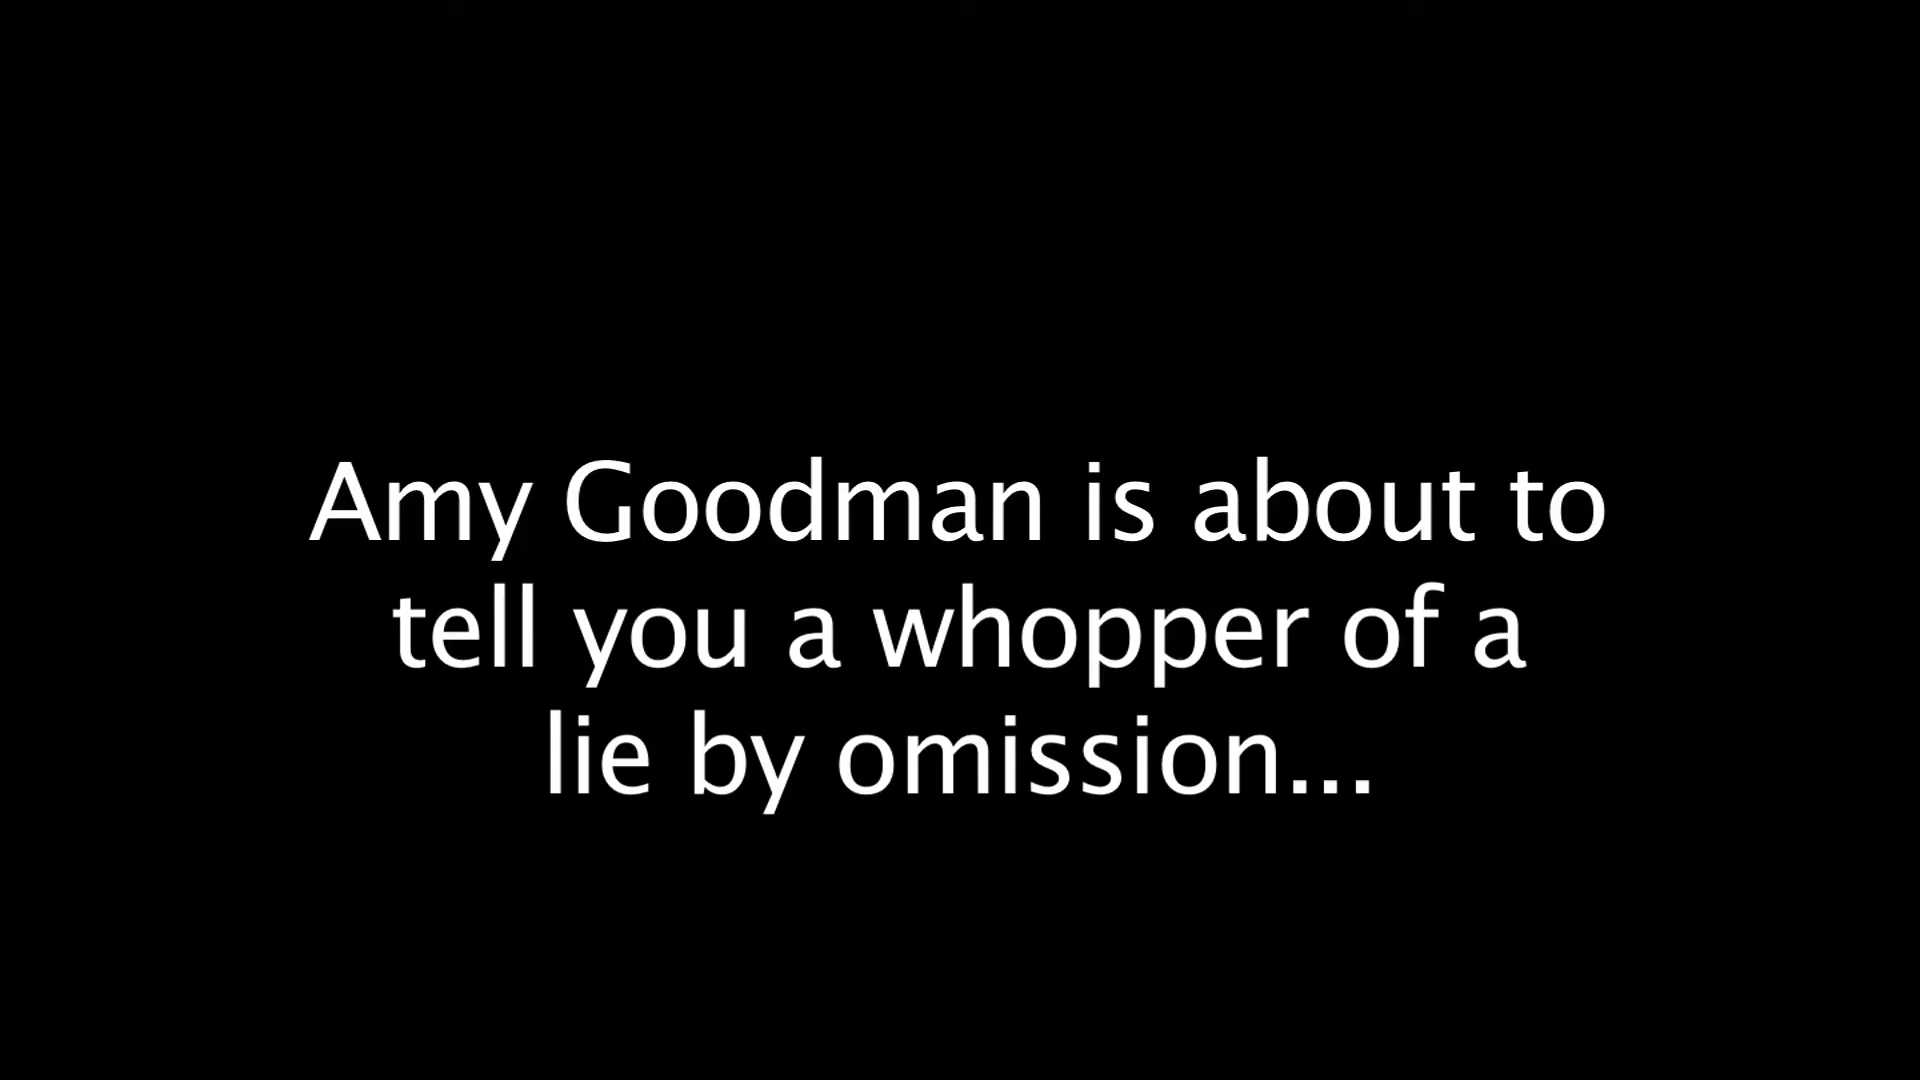 Amy Goodman is about to
tell you a whopper of a
lie by omission...